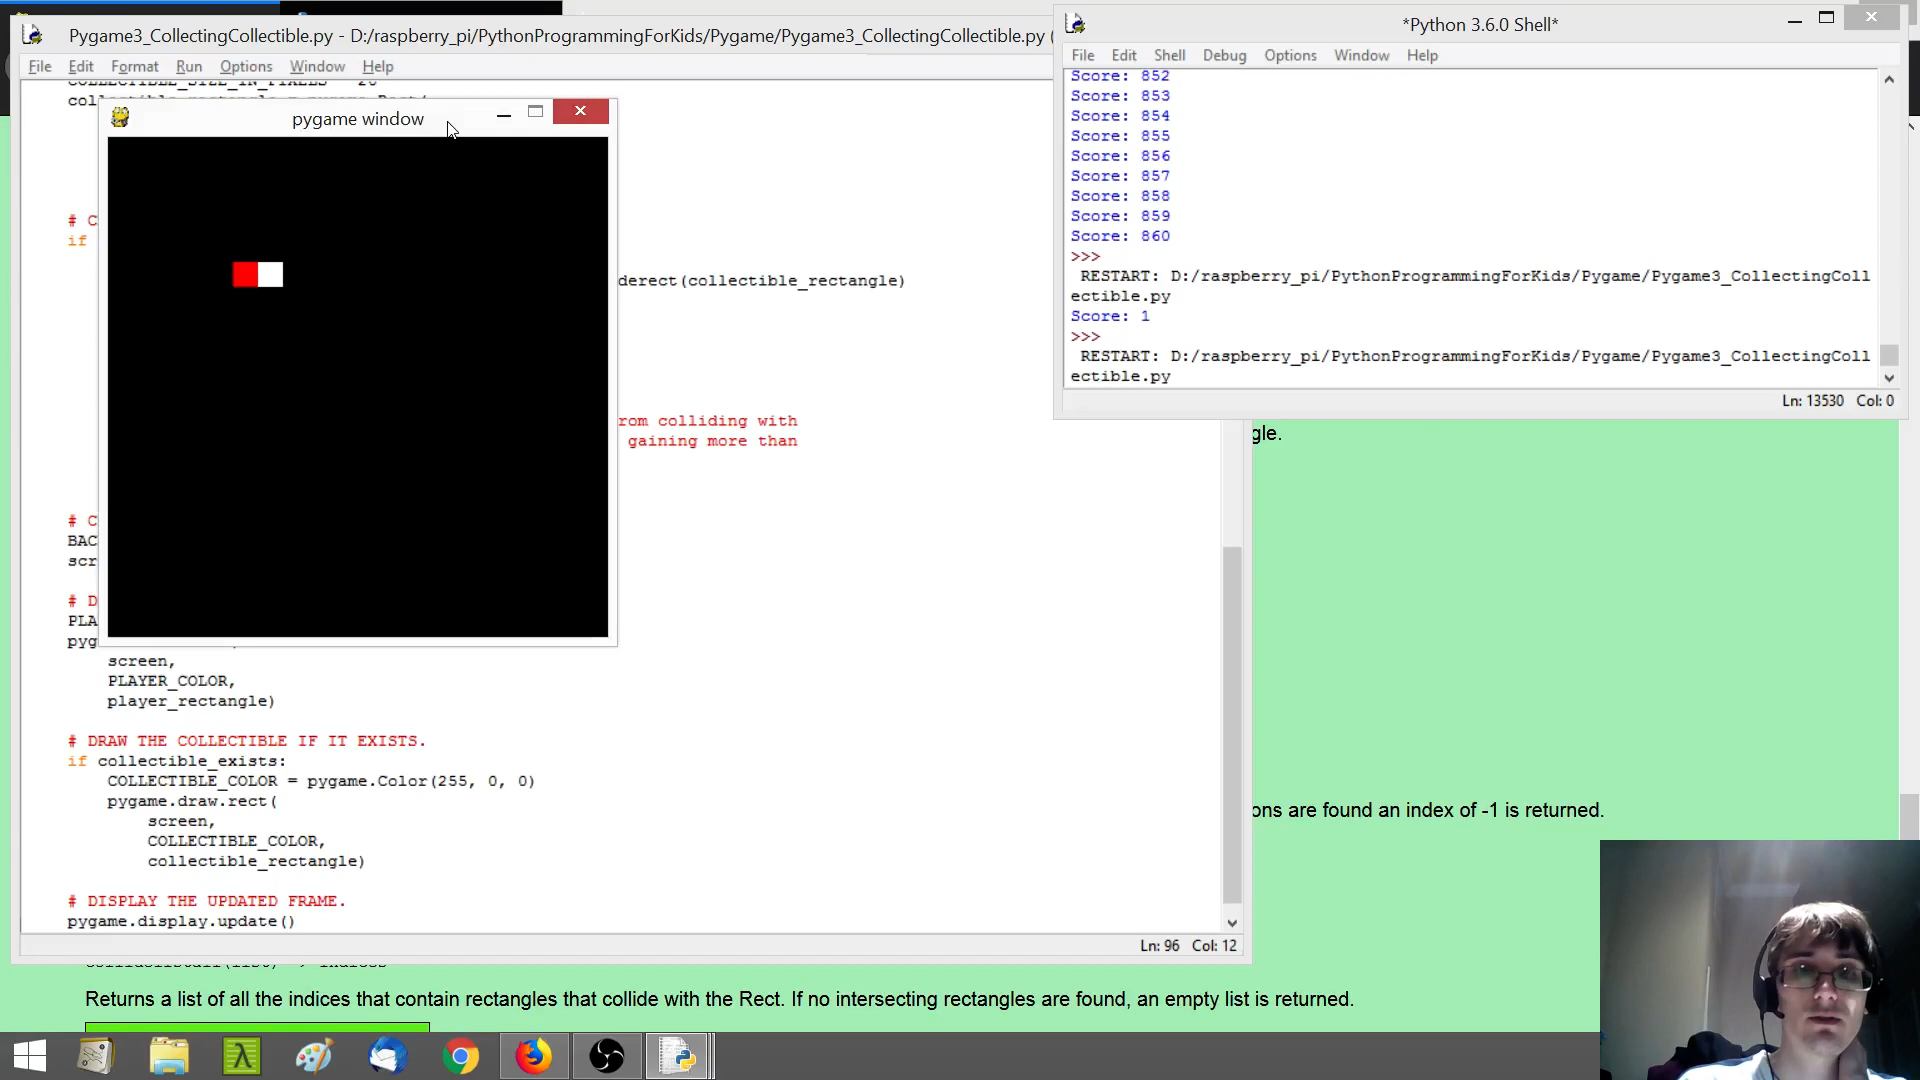 Pygame3_CollectingCollectible.py - D:/raspberry_pi/PythonProgrammingForKids/Pygame/Pygame3_CollectingCollectible.py (
File Edit Format Run Options Window Help
COLLECTIBLE_SIZE_IN_PIXELS = 20
col
pygame window
# C
if
derect(collectible_rectangle)
rom colliding with
gaining more than
# C
BAC
scr
# D
PLA
pyg
screen,
PLAYER_COLOR,
player_rectangle)
# DRAW THE COLLECTIBLE IF IT EXISTS.
if collectible_exists:
COLLECTIBLE_COLOR = pygame.Color(255, 0, 0)
pygame.draw.rect(
screen,
COLLECTIBLE_COLOR,
collectible_rectangle)
# DISPLAY THE UPDATED FRAME.
pygame.display.update()
Ln: 96 Col: 12
*Python 3.6.0 Shell*
File Edit Shell Debug Options Window Help
Score: 852
Score: 853
Score: 854
Score: 855
Score: 856
Score: 857
Score: 858
Score: 859
Score: 860
>>>
RESTART: D:/raspberry_pi/PythonProgrammingForKids/Pygame/Pygame3_CollectingColl
ectible.py
Score: 1
>>>
RESTART: D:/raspberry_pi/PythonProgrammingForKids/Pygame/Pygame3_CollectingColl
ectible.py
Ln: 13530 Col: 0
gle.
ons are found an index of -1 is returned.
Returns a list of all the indices that contain rectangles that collide with the Rect. If no intersecting rectangles are found, an empty list is returned.